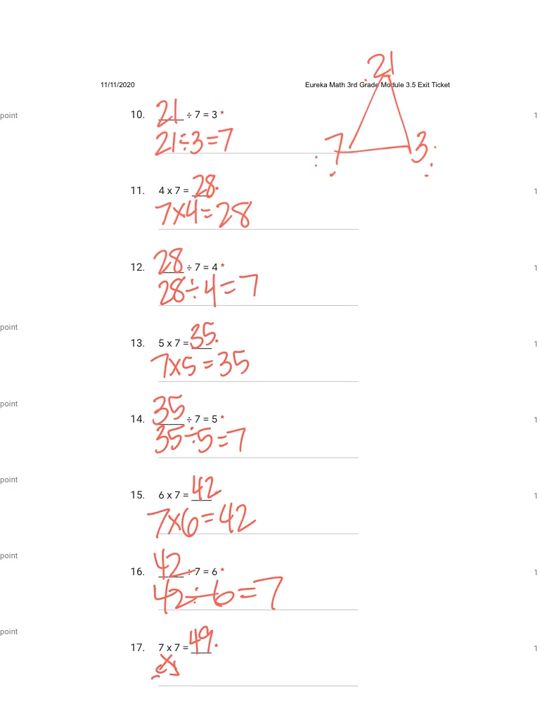 21
11/11/2020 Eureka Math 3rd Grade Module 3.5 Exit Ticket
point 10. 21 ÷ 7 = 3 * 1
21÷3=7
7 3
11. 4 x 7 = 28 1
7x4=28
12. 28 ÷ 7 = 4 * 1
28÷4=7
point
13. 5 x 7 = 35 1
7x5=35
point
14. 35 ÷ 7 = 5 * 1
35÷5=7
point
15. 6 x 7 = 42 1
7x6=42
point
16. 42 ÷ 7 = 6 * 1
42÷6=7
point
17. 7 x 7 = 49 1